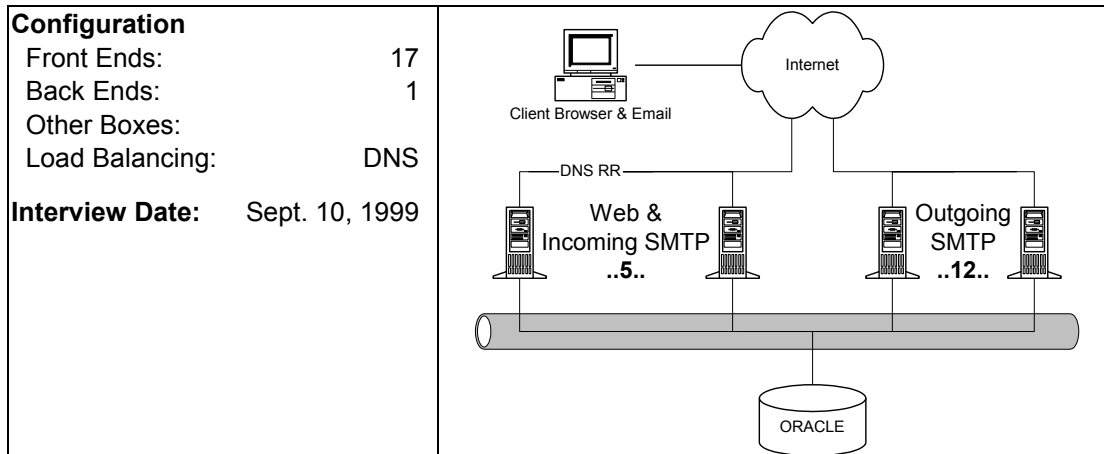 Configuration
Front Ends: 17
Back Ends: 1
Other Boxes:
Load Balancing: DNS
Interview Date: Sept. 10, 1999
Internet
Client Browser & Email
DNS RR
Web &
Incoming SMTP
..5..
Outgoing
SMTP
..12..
ORACLE